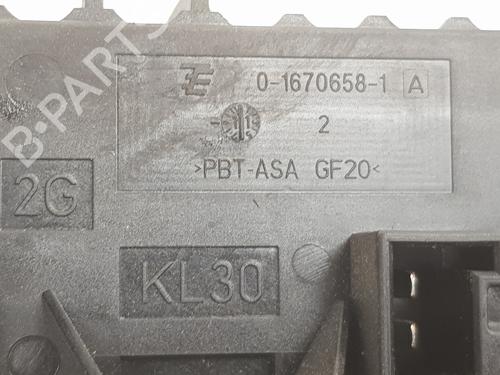 0-1670658-1 A
2
>PBT-ASA GF20<
2G
KL30
B-PARTS